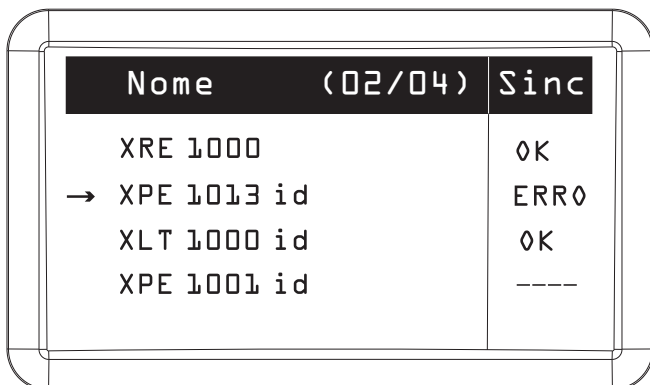 Nome (02/04) Sinc
XRE 1000 OK
→ XPE 1013 id ERRO
XLT 1000 id OK
XPE 1001 id ----